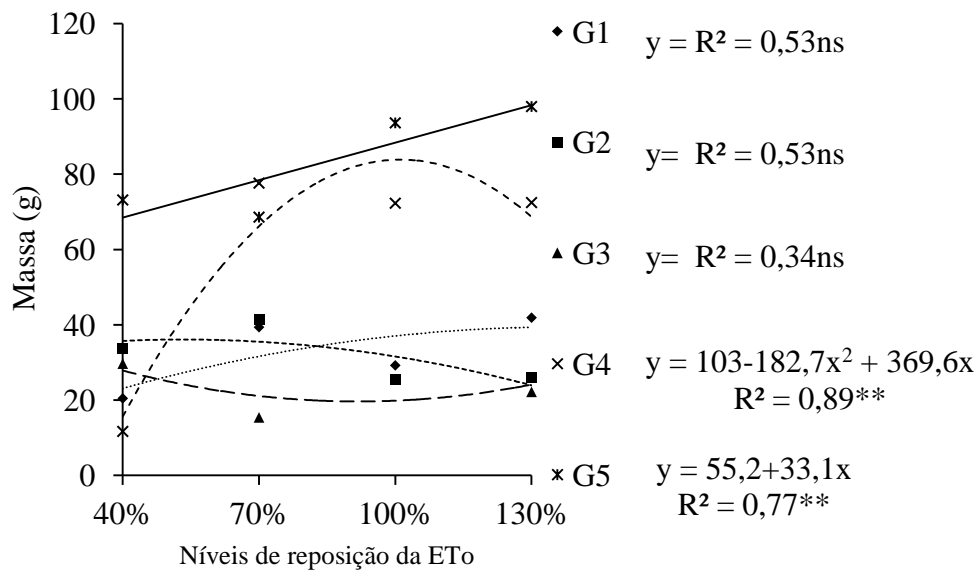 120
100
80
60
40
20
0
Massa (g)
40%
70%
100%
130%
Níveis de reposição da ETo
G1 y = R² = 0,53ns
G2 y= R² = 0,53ns
G3 y= R² = 0,34ns
G4 y = 103-182,7x² + 369,6x
R² = 0,89**
G5 y = 55,2+33,1x
R² = 0,77**